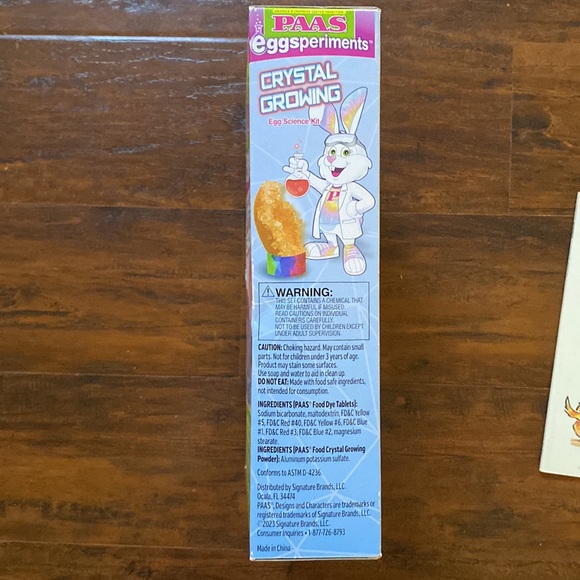 AMERICA'S FAVORITE EASTER TRADITION
PAAS
eggsperiments™
CRYSTAL
GROWING
Egg Science Kit
P
WARNING:
THIS SET CONTAINS A CHEMICAL THAT
MAY BE HARMFUL IF MISUSED.
READ CAUTIONS ON INDIVIDUAL
CONTAINERS CAREFULLY.
NOT TO BE USED BY CHILDREN EXCEPT
UNDER ADULT SUPERVISION.
CAUTION: Choking hazard. May contain small
parts. Not for children under 3 years of age.
Product may stain some surfaces.
Use soap and water to aid in clean up.
DO NOT EAT: Made with food safe ingredients,
not intended for consumption.
INGREDIENTS (PAAS® Food Dye Tablets):
Sodium bicarbonate, maltodextrin, FD&C Yellow
#5, FD&C Red #40, FD&C Yellow #6, FD&C Blue
#1, FD&C Red #3, FD&C Blue #2, magnesium
stearate.
INGREDIENTS (PAAS® Food Crystal Growing
Powder): Aluminum potassium sulfate.
Conforms to ASTM D-4236
Distributed by Signature Brands, LLC.
Ocala, FL 34474
PAAS®, Designs and Characters are trademarks or
registered trademarks of Signature Brands, LLC.
©2023 Signature Brands, LLC.
Consumer Inquiries • 1-877-726-8793
Made in China